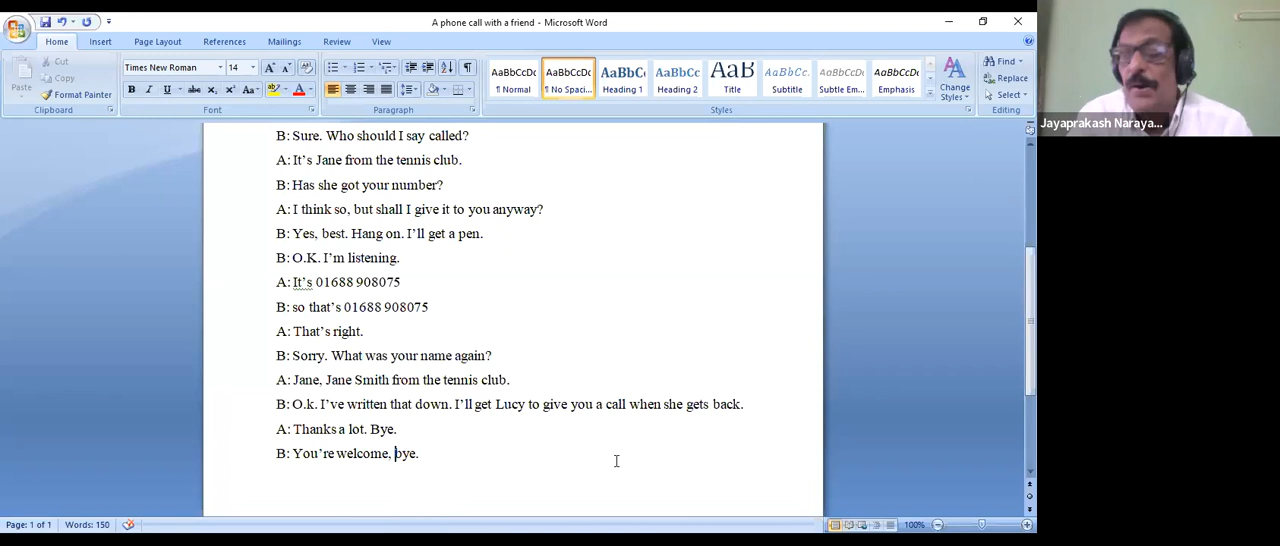 A phone call with a friend - Microsoft Word
Home Insert Page Layout References Mailings Review View
Cut
Copy
Paste
Format Painter
Clipboard
Times New Roman 14
B I U abc x₂ x² Aa
Font
Paragraph
AaBbCcDc AaBbCcDc AaBbC AaBbCc AaB AaBbCc. AaBbCcDc AaBbCcDc
¶ Normal ¶ No Spaci... Heading 1 Heading 2 Title Subtitle Subtle Em... Emphasis
Change Styles
Styles
Find
Replace
Select
Editing
Jayaprakash Naraya...
B: Sure. Who should I say called?
A: It’s Jane from the tennis club.
B: Has she got your number?
A: I think so, but shall I give it to you anyway?
B: Yes, best. Hang on. I’ll get a pen.
B: O.K. I’m listening.
A: It’s 01688 908075
B: so that’s 01688 908075
A: That’s right.
B: Sorry. What was your name again?
A: Jane, Jane Smith from the tennis club.
B: O.k. I’ve written that down. I’ll get Lucy to give you a call when she gets back.
A: Thanks a lot. Bye.
B: You’re welcome, bye.
Page: 1 of 1 Words: 150 100%